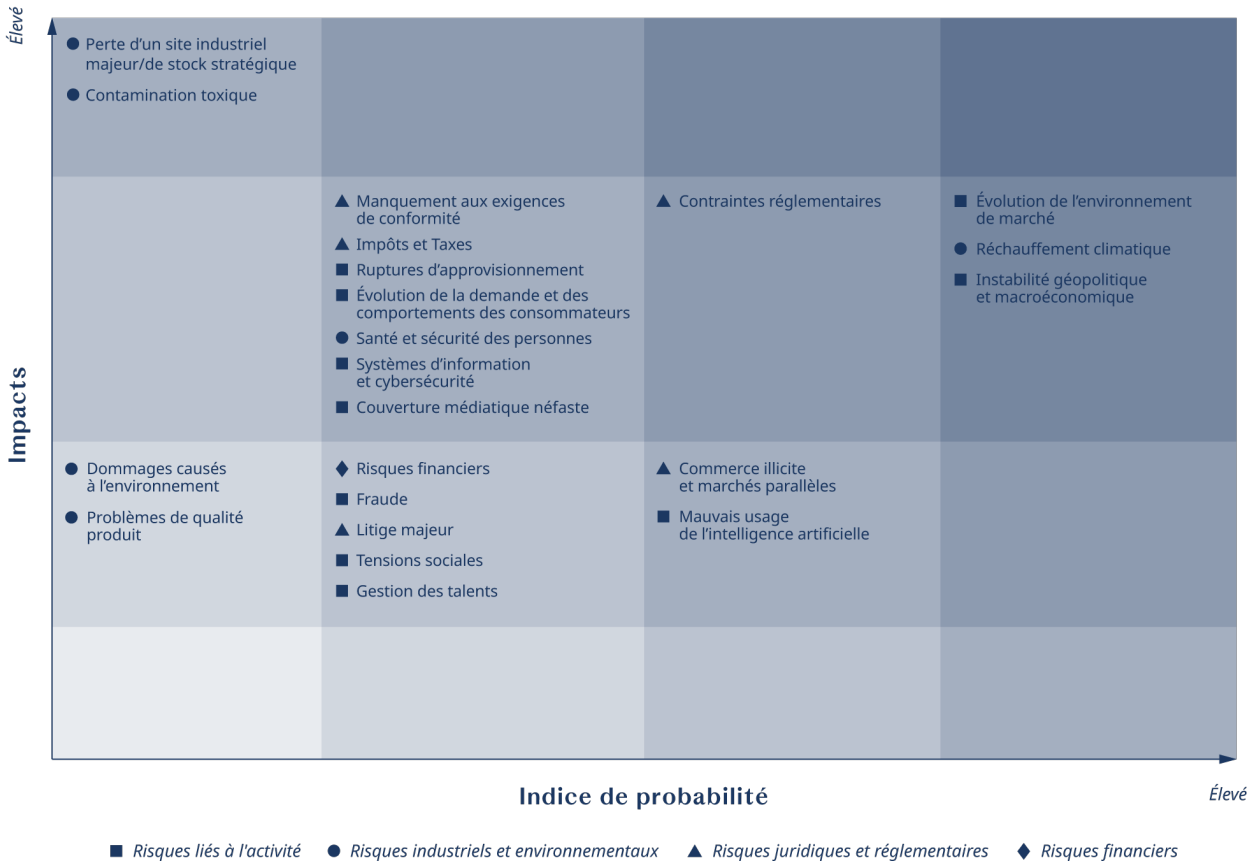 Élevé
Impacts
Perte d’un site industriel
majeur/de stock stratégique
Contamination toxique
Manquement aux exigences
de conformité
Impôts et Taxes
Ruptures d’approvisionnement
Évolution de la demande et des
comportements des consommateurs
Santé et sécurité des personnes
Systèmes d’information
et cybersécurité
Couverture médiatique néfaste
Contraintes réglementaires
Évolution de l’environnement
de marché
Réchauffement climatique
Instabilité géopolitique
et macroéconomique
Dommages causés
à l’environnement
Problèmes de qualité
produit
Risques financiers
Fraude
Litige majeur
Tensions sociales
Gestion des talents
Commerce illicite
et marchés parallèles
Mauvais usage
de l’intelligence artificielle
Indice de probabilité
Élevé
Risques liés à l'activité
Risques industriels et environnementaux
Risques juridiques et réglementaires
Risques financiers